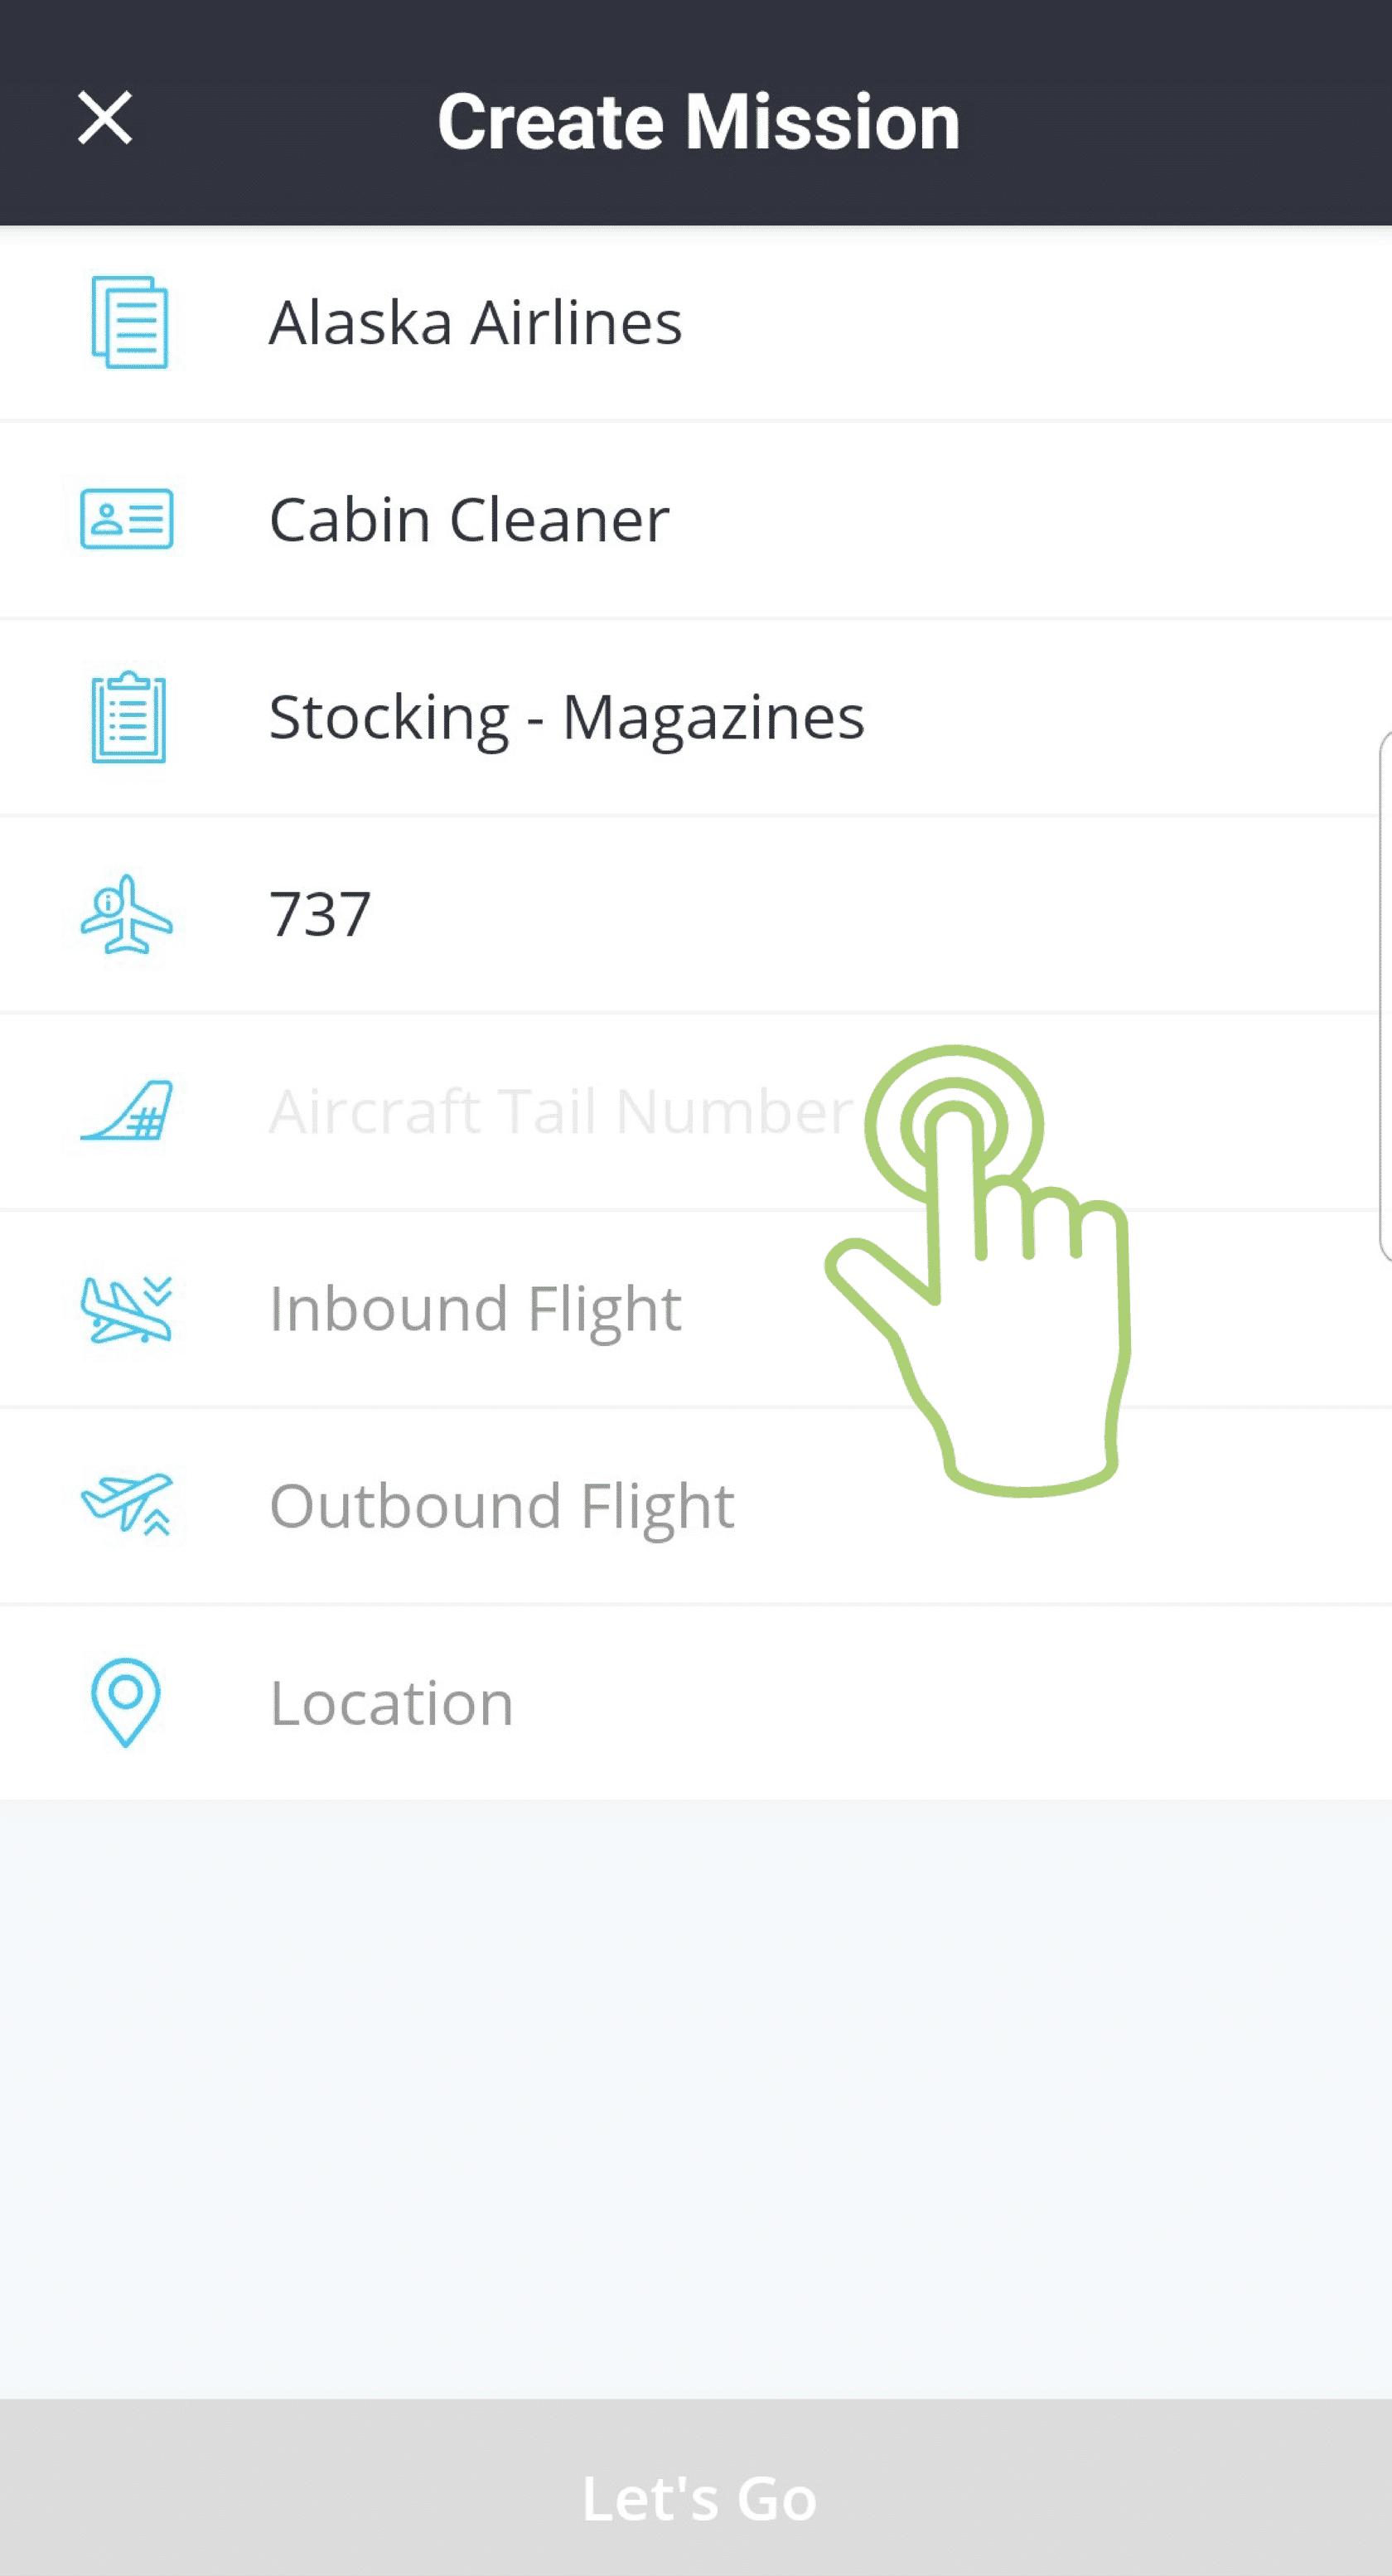 Create Mission
Alaska Airlines
Cabin Cleaner
Stocking - Magazines
737
Aircraft Tail Number
Inbound Flight
Outbound Flight
Location
Let's Go